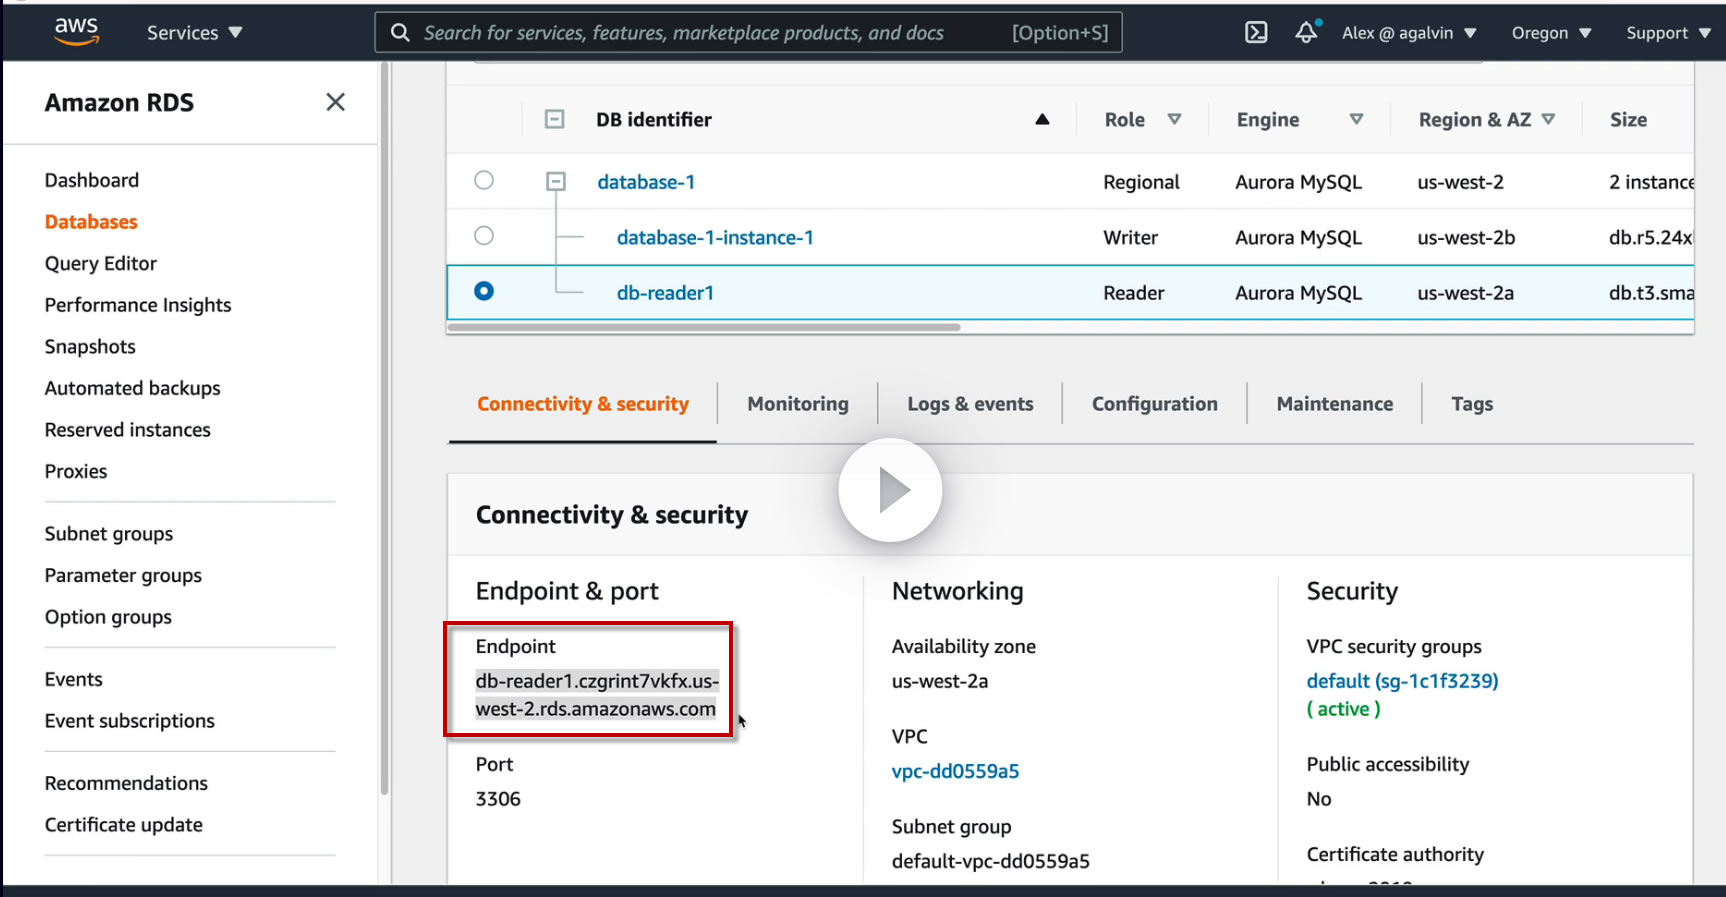 aws Services Search for services, features, marketplace products, and docs [Option+S] Alex @ agalvin Oregon Support
Amazon RDS
Dashboard
Databases
Query Editor
Performance Insights
Snapshots
Automated backups
Reserved instances
Proxies
Subnet groups
Parameter groups
Option groups
Events
Event subscriptions
Recommendations
Certificate update
DB identifier Role Engine Region & AZ Size
database-1 Regional Aurora MySQL us-west-2 2 instance
database-1-instance-1 Writer Aurora MySQL us-west-2b db.r5.24xl
db-reader1 Reader Aurora MySQL us-west-2a db.t3.sma
Connectivity & security Monitoring Logs & events Configuration Maintenance Tags
Connectivity & security
Endpoint & port
Endpoint
db-reader1.czgrint7vkfx.us-
west-2.rds.amazonaws.com
Port
3306
Networking
Availability zone
us-west-2a
VPC
vpc-dd0559a5
Subnet group
default-vpc-dd0559a5
Security
VPC security groups
default (sg-1c1f3239)
( active )
Public accessibility
No
Certificate authority